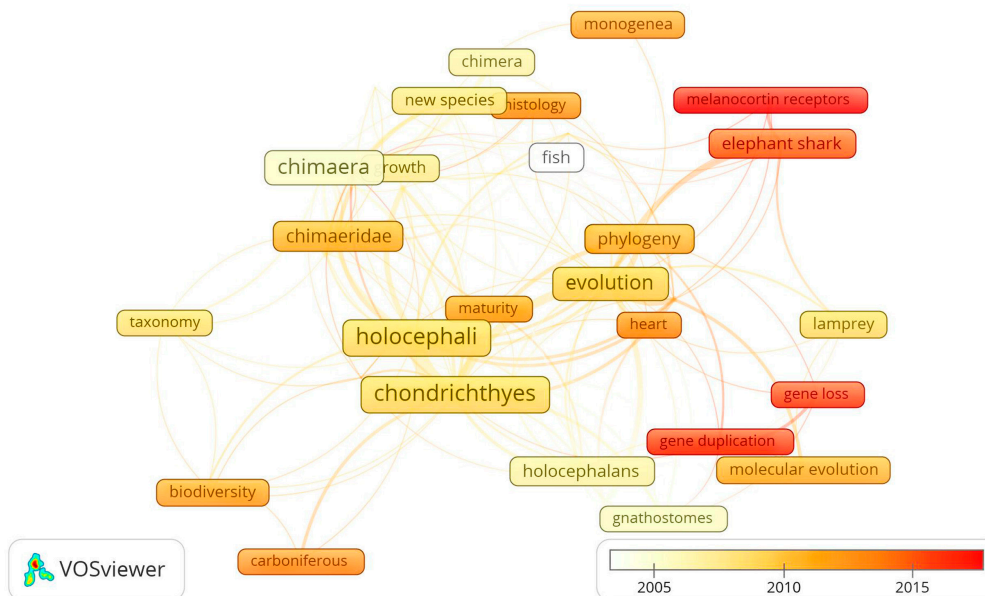 monogenea
chimera
new species
histology
melanocortin receptors
elephant shark
fish
chimaera
rowth
chimaeridae
phylogeny
evolution
maturity
heart
taxonomy
holocephali
lamprey
chondrichthyes
gene loss
gene duplication
holocephalans
molecular evolution
biodiversity
gnathostomes
carboniferous
VOSviewer
2005
2010
2015